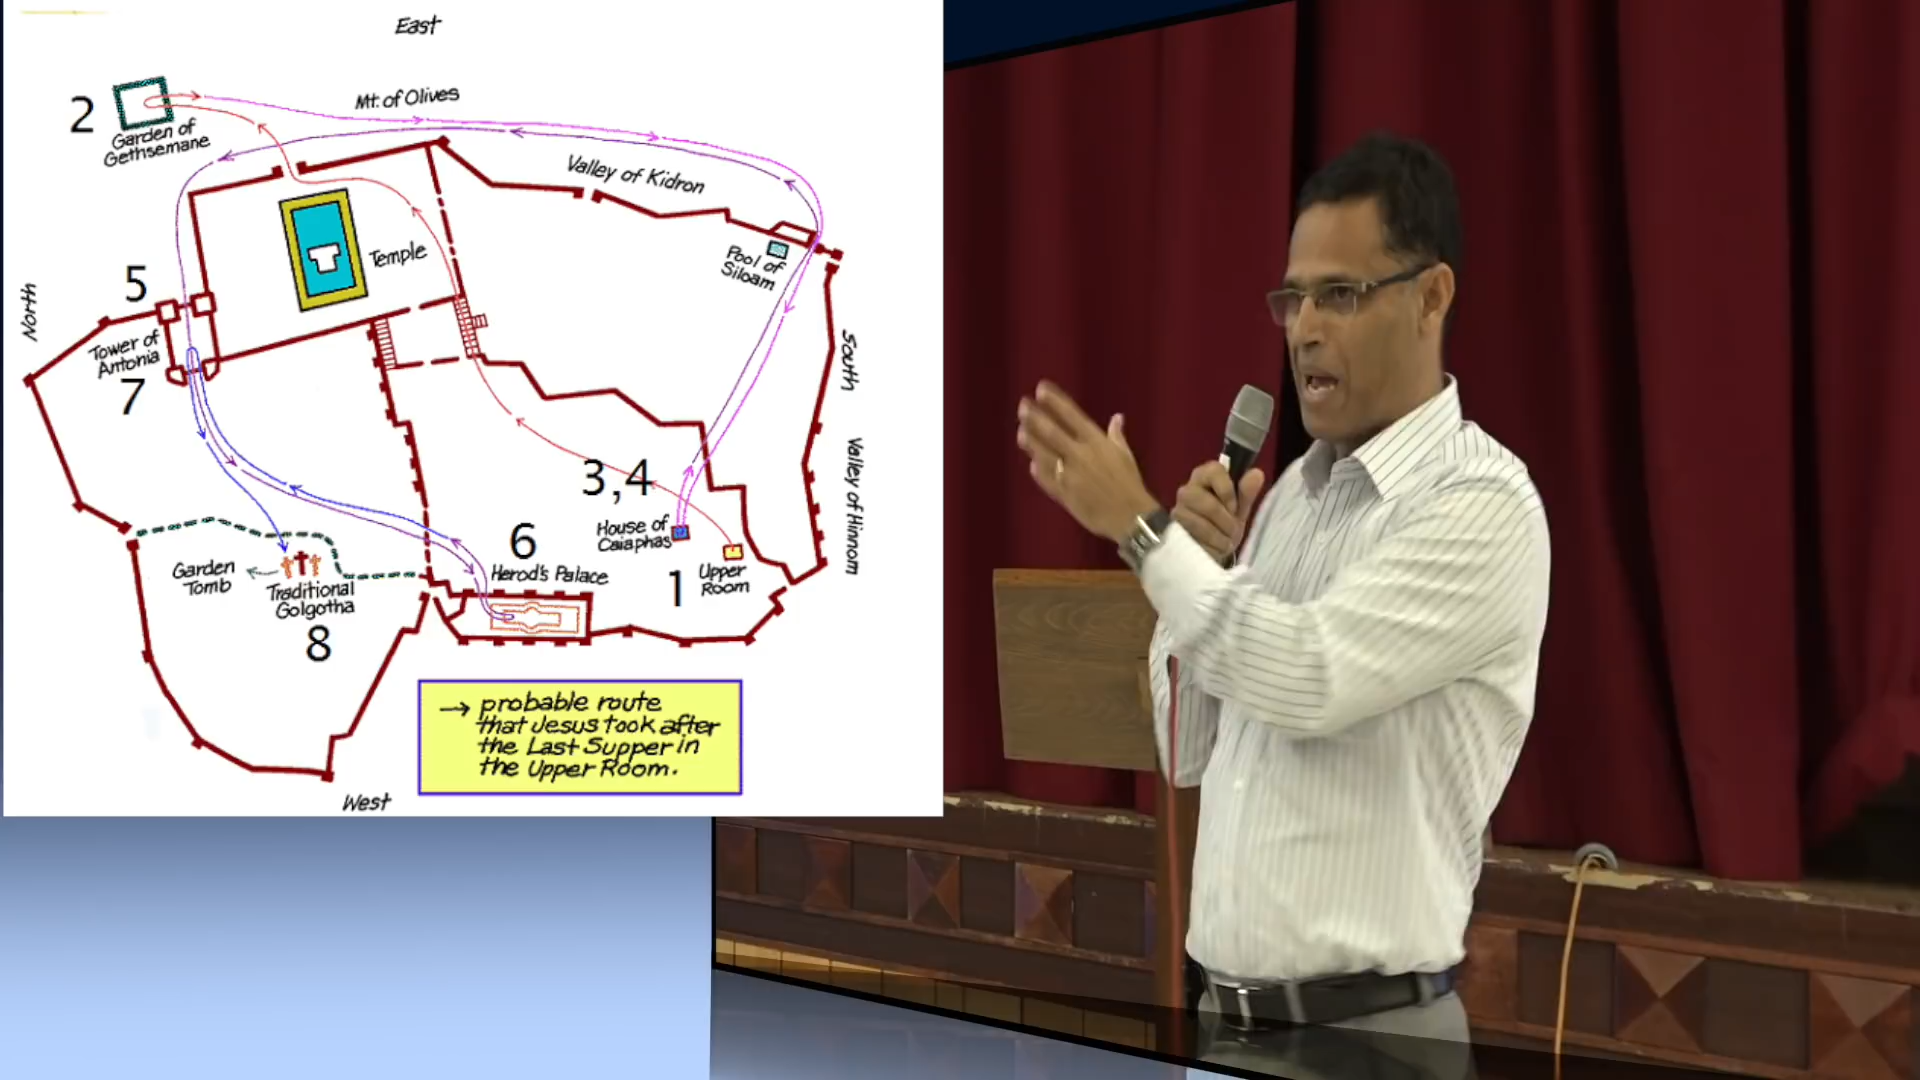 East
2
Garden of
Gethsemane
Mt. of Olives
Valley of Kidron
Temple
Pool of
Siloam
North
5
Tower of
Antonia
7
South
Valley of Hinnom
3,4
House of
Caiaphas
6
Herod's Palace
1
Upper
Room
Garden
Tomb
Traditional
Golgotha
8
→ probable route
that Jesus took after
the Last Supper in
the Upper Room.
West